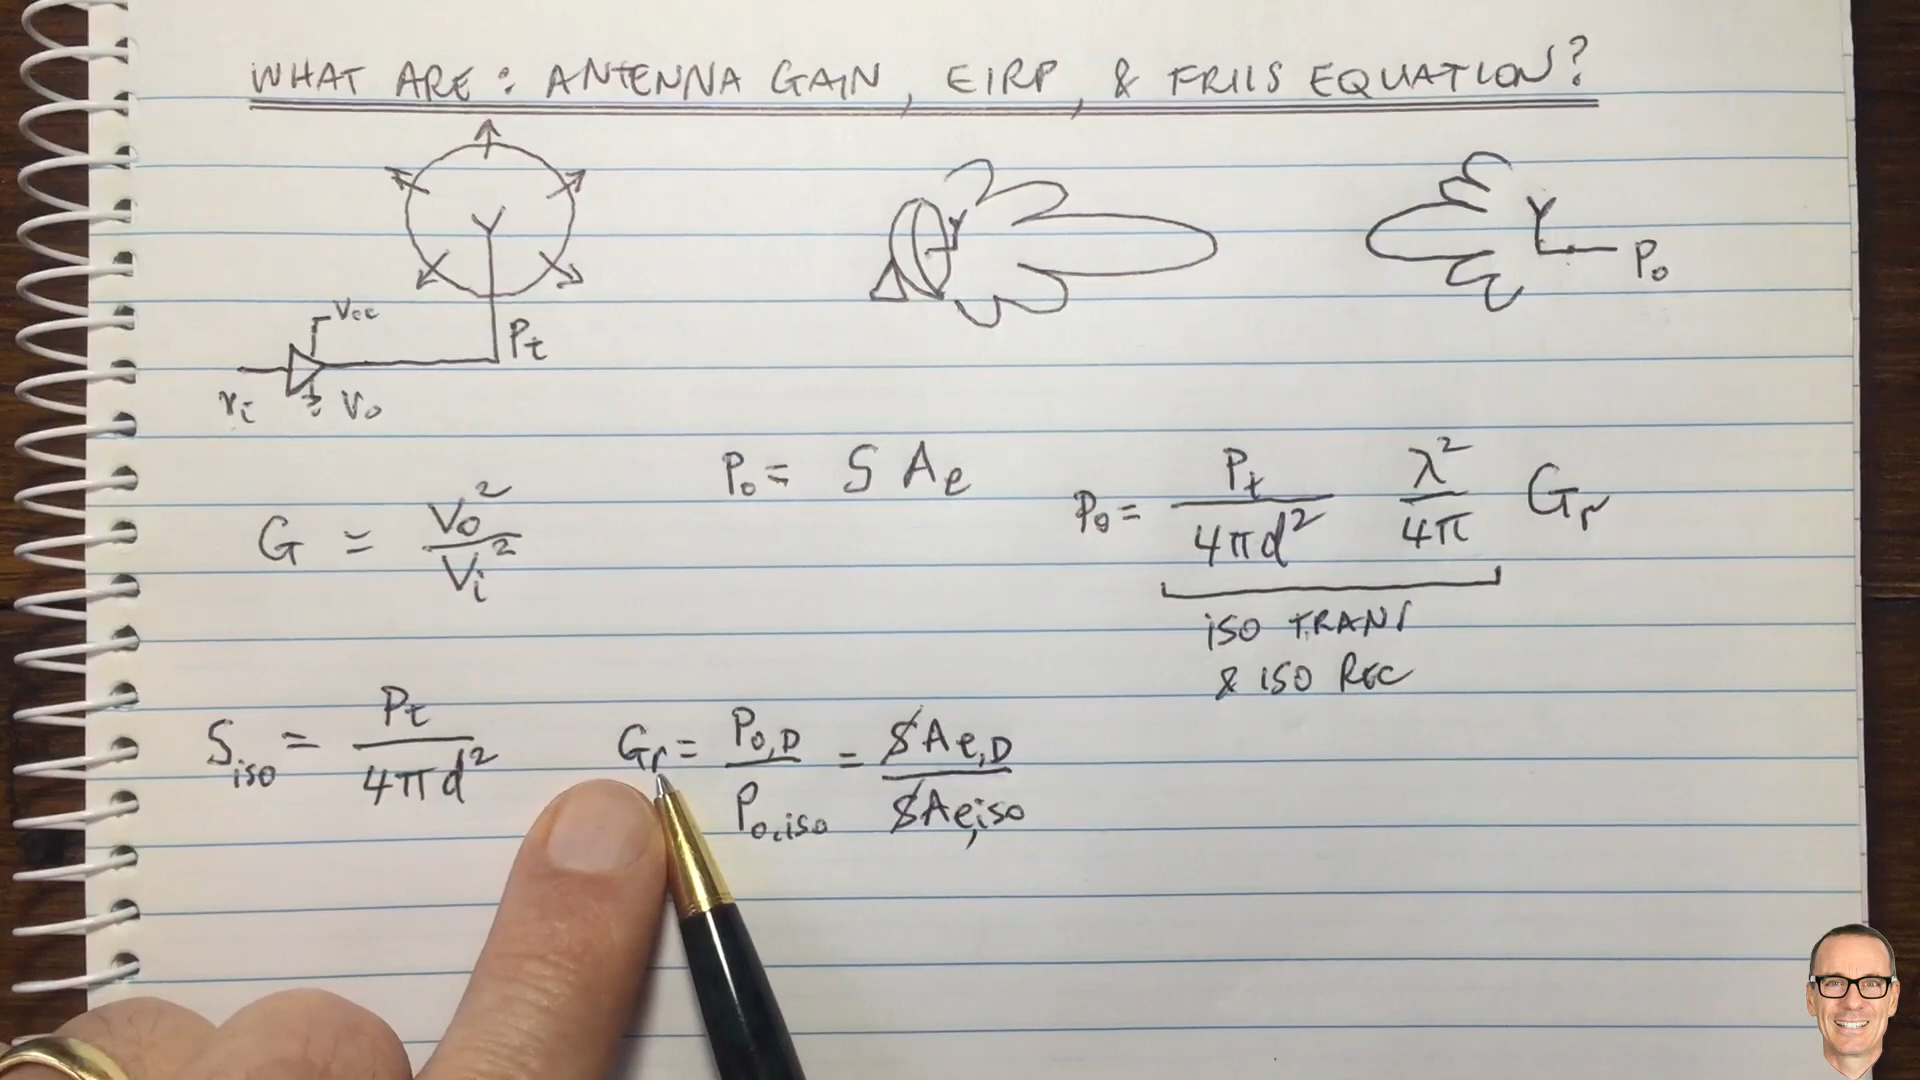 WHAT ARE: ANTENNA GAIN, EIRP, & FRIIS EQUATION?
Vcc
Pt
Vi
Vo
Po
G = Vo²/Vi²
Po = S Ae
Po = Pt/4πd² λ²/4π Gr
ISO TRANS
& ISO REC
Siso = Pt/4πd²
Gr = Po,D/Po,iso = SAe,D/SAe,iso